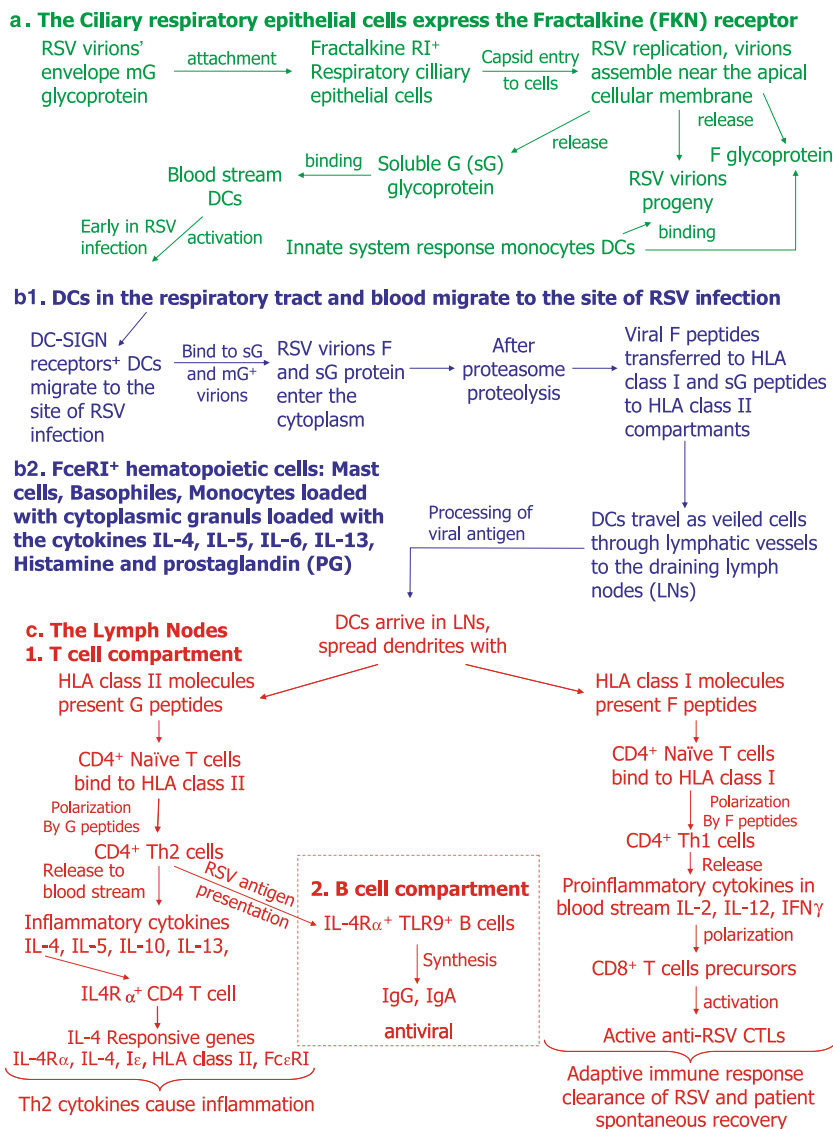 a. The Ciliary respiratory epithelial cells express the Fractalkine (FKN) receptor
RSV virions'
envelope mG
glycoprotein
attachment
Fractalkine RI⁺
Respiratory ciliary
epithelial cells
Capsid entry
to cells
RSV replication, virions
assemble near the apical
cellular membrane
release
release
F glycoprotein
RSV virions
progeny
Soluble G (sG)
glycoprotein
binding
Blood stream
DCs
Early in RSV
infection
activation
Innate system response monocytes DCs
binding
b1. DCs in the respiratory tract and blood migrate to the site of RSV infection
DC-SIGN
receptors⁺ DCs
migrate to the
site of RSV
infection
Bind to sG
and mG⁺
virions
RSV virions F
and sG protein
enter the
cytoplasm
After
proteasome
proteolysis
Viral F peptides
transferred to HLA
class I and sG peptides
to HLA class II
compartmants
b2. FceRI⁺ hematopoietic cells: Mast
cells, Basophiles, Monocytes loaded
with cytoplasmic granuls loaded with
the cytokines IL-4, IL-5, IL-6, IL-13,
Histamine and prostaglandin (PG)
Processing of
viral antigen
DCs travel as veiled cells
through lymphatic vessels
to the draining lymph
nodes (LNs)
c. The Lymph Nodes
1. T cell compartment
DCs arrive in LNs,
spread dendrites with
HLA class II molecules
present G peptides
CD4⁺ Naïve T cells
bind to HLA class II
Polarization
By G peptides
CD4⁺ Th2 cells
Release to
blood stream
RSV antigen
presentation
Inflammatory cytokines
IL-4, IL-5, IL-10, IL-13,
IL4R α⁺ CD4 T cell
IL-4 Responsive genes
IL-4Rα, IL-4, Iε, HLA class II, FcεRI
Th2 cytokines cause inflammation
2. B cell compartment
IL-4Rα⁺ TLR9⁺ B cells
Synthesis
IgG, IgA
antiviral
HLA class I molecules
present F peptides
CD4⁺ Naïve T cells
bind to HLA class I
Polarization
By F peptides
CD4⁺ Th1 cells
Release
Proinflammatory cytokines in
blood stream IL-2, IL-12, IFNγ
polarization
CD8⁺ T cells precursors
activation
Active anti-RSV CTLs
Adaptive immune response
clearance of RSV and patient
spontaneous recovery